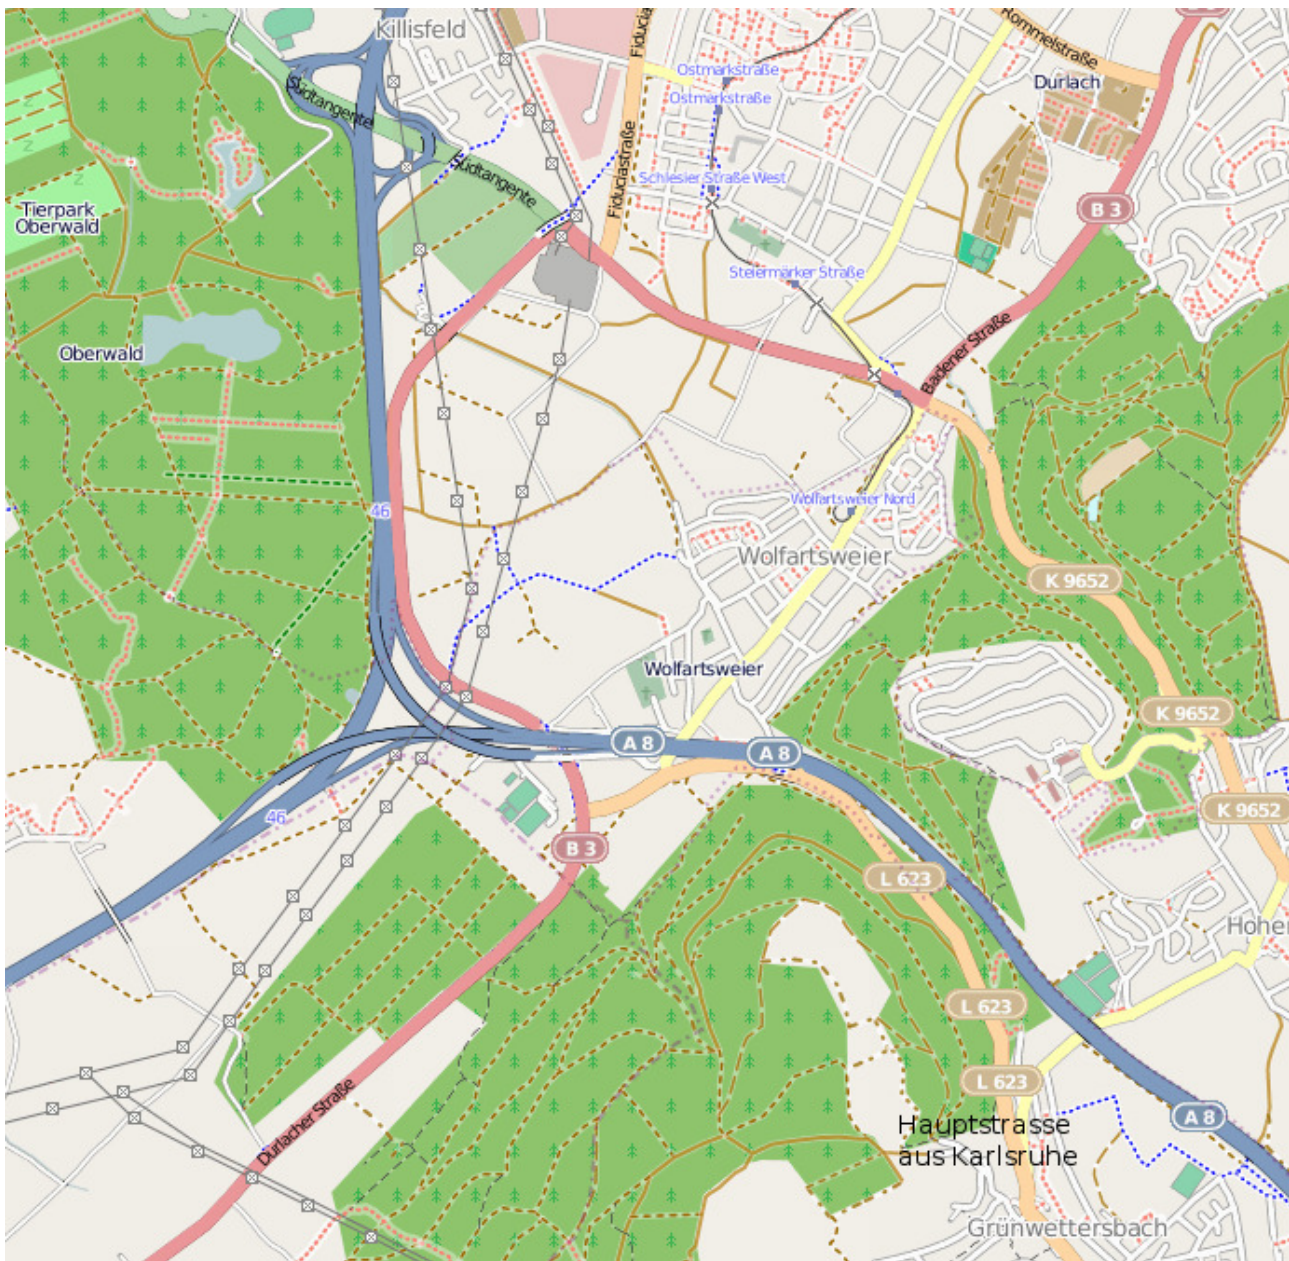 Killisfeld
Fiducia
Rommelstraße
Ostmarkstraße
Ostmarkstraße
Durlach
Südtangente
Südtangente
Fiduciastraße
Schlesier Straße West
B 3
Tierpark
Oberwald
Steiermärker Straße
Oberwald
Badener Straße
46
Wolfartsweier Nord
Wolfartsweier
K 9652
Wolfartsweier
K 9652
A 8
A 8
46
K 9652
B 3
L 623
Hoher
L 623
L 623
Durlacher Straße
A 8
Hauptstrasse
aus Karlsruhe
Grünwettersbach